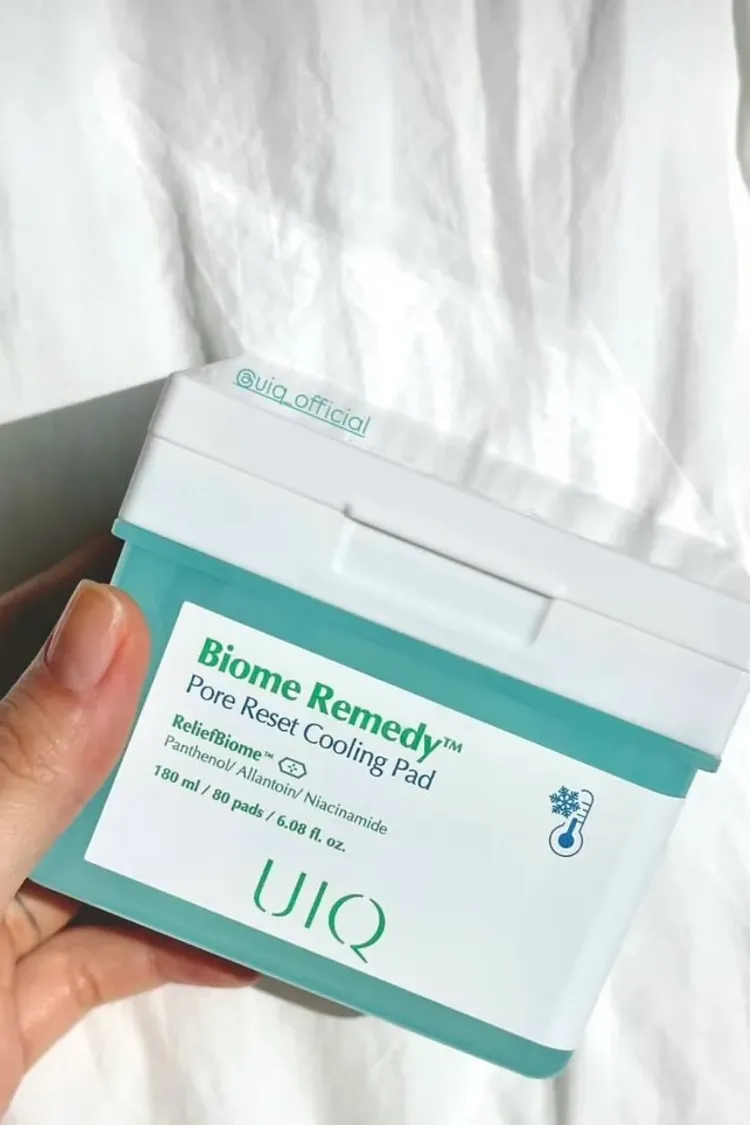 @uiq_official
Biome Remedy™
Pore Reset Cooling Pad
ReliefBiome™
Panthenol/ Allantoin/ Niacinamide
180 ml / 80 pads / 6.08 fl. oz.
UIQ